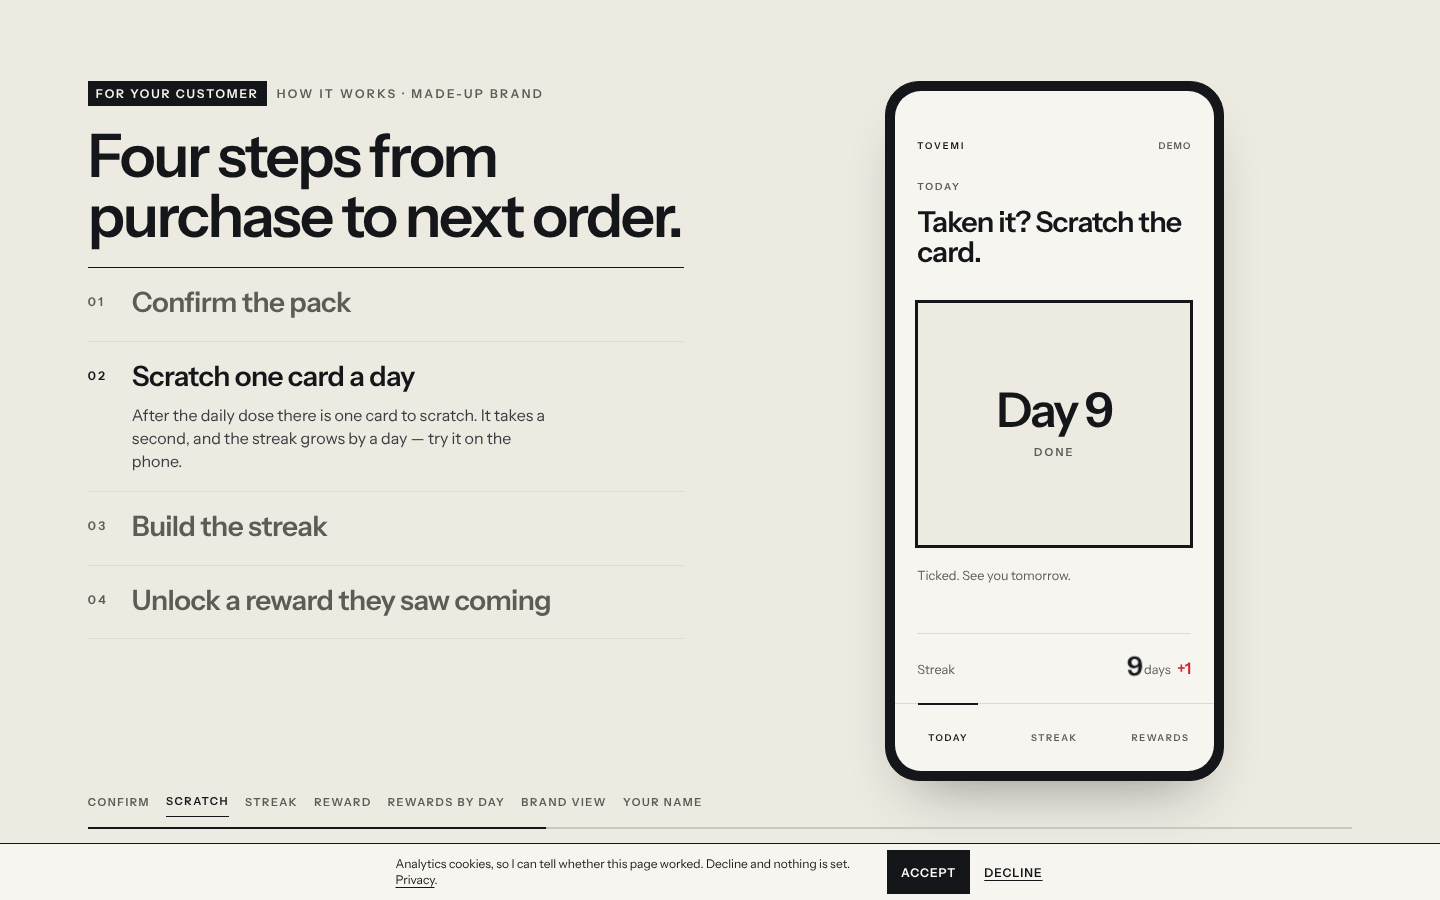 FOR YOUR CUSTOMER HOW IT WORKS · MADE-UP BRAND
Four steps from
purchase to next order.
01 Confirm the pack
02 Scratch one card a day
After the daily dose there is one card to scratch. It takes a
second, and the streak grows by a day — try it on the
phone.
03 Build the streak
04 Unlock a reward they saw coming
TOVEMI DEMO
TODAY
Taken it? Scratch the
card.
Day 9
DONE
Ticked. See you tomorrow.
Streak 9 days +1
TODAY STREAK REWARDS
CONFIRM SCRATCH STREAK REWARD REWARDS BY DAY BRAND VIEW YOUR NAME
Analytics cookies, so I can tell whether this page worked. Decline and nothing is set.
Privacy.
ACCEPT DECLINE